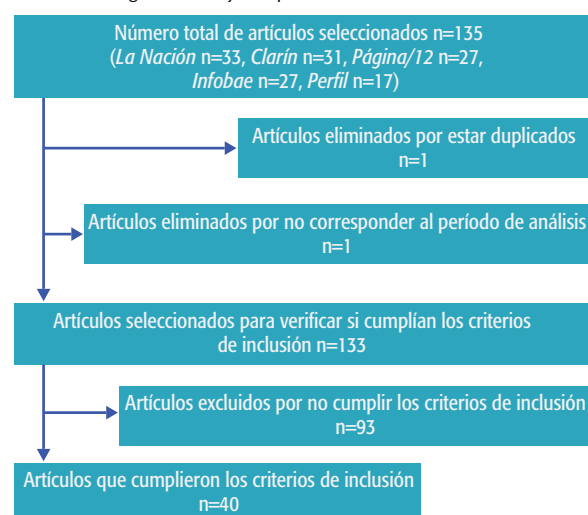 Número total de artículos seleccionados n=135
(La Nación n=33, Clarín n=31, Página/12 n=27,
Infobae n=27, Perfil n=17)
Artículos eliminados por estar duplicados
n=1
Artículos eliminados por no corresponder al período de análisis
n=1
Artículos seleccionados para verificar si cumplían los criterios
de inclusión n=133
Artículos excluidos por no cumplir los criterios de inclusión
n=93
Artículos que cumplieron los criterios de inclusión
n=40